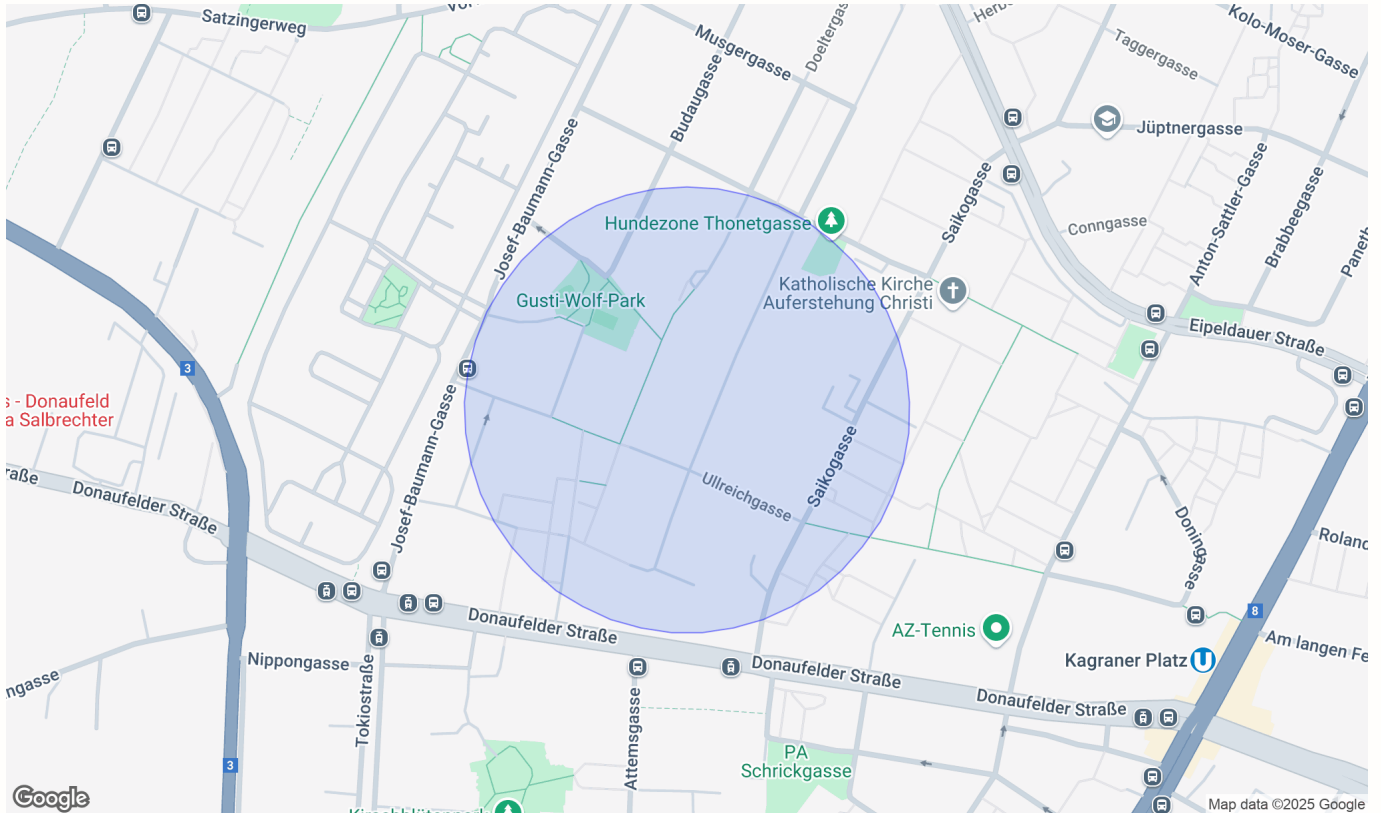 Satzingerweg
Musgergasse
Kolo-Moser-Gasse
Taggergasse
Jüptnergasse
Budaugasse
Josef-Baumann-Gasse
Saikogasse
Anton-Sattler-Gasse
Brabbeegasse
Conngasse
Hundezone Thonetgasse
Katholische Kirche
Auferstehung Christi
Gusti-Wolf-Park
Eipeldauer Straße
3
s - Donaufeld
a Salbrechter
Josef-Baumann-Gasse
Saikogasse
Ullreichgasse
raße
Donaufelder Straße
Doningasse
Roland
8
Donaufelder Straße
AZ-Tennis
Am langen Fe
Nippongasse
Kagraner Platz
U
Donaufelder Straße
Donaufelder Straße
ngasse
Tokiostraße
Attemsgasse
PA
Schrickgasse
3
Google
Map data ©2025 Google